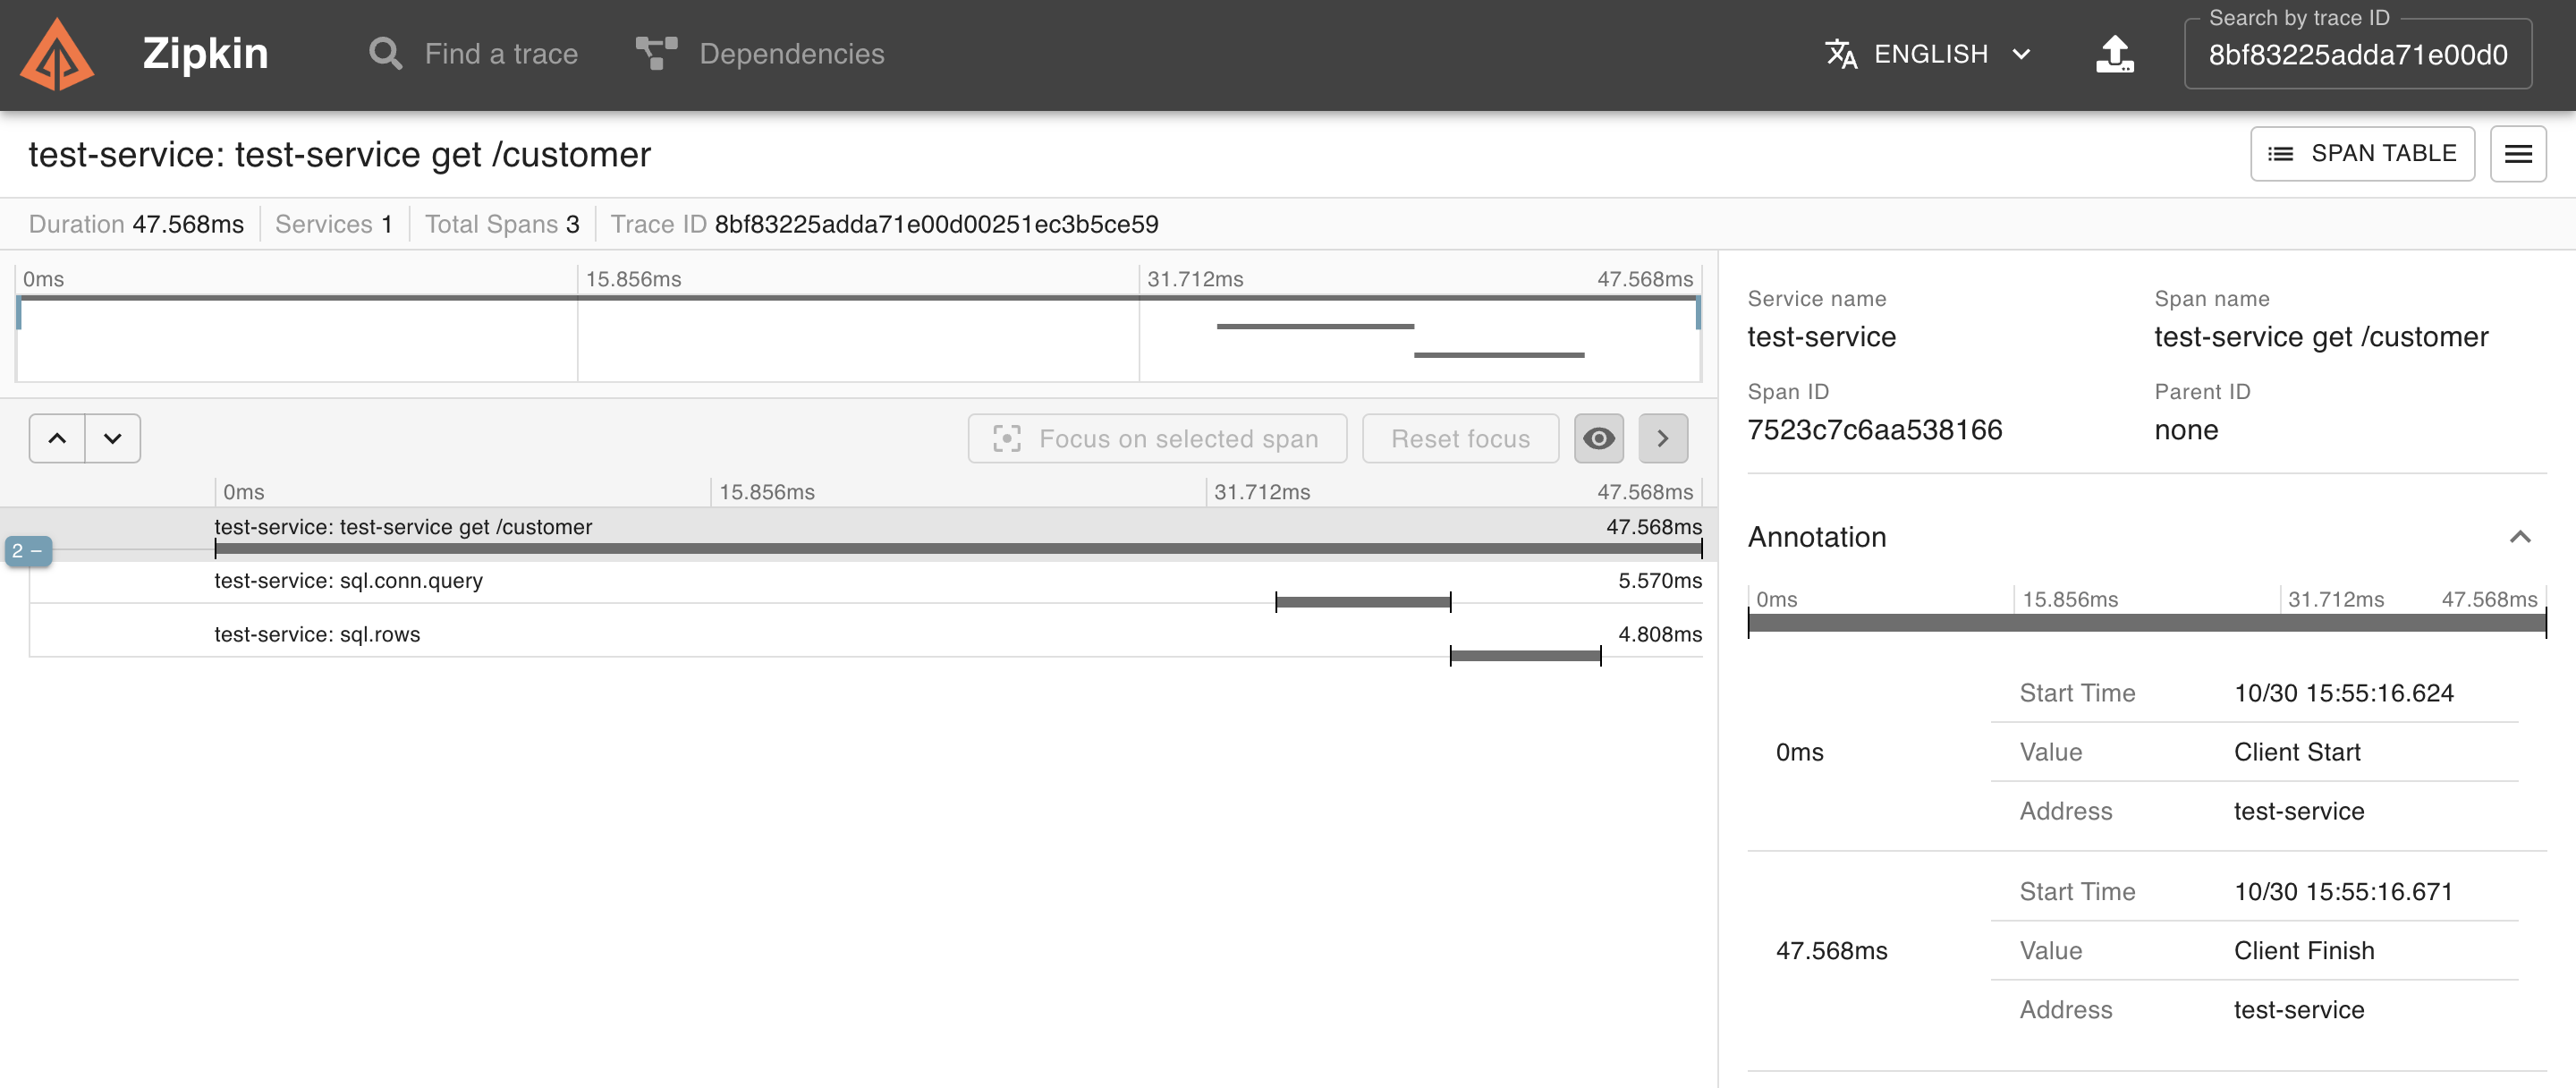 Zipkin
Find a trace
Dependencies
ENGLISH
Search by trace ID
8bf83225adda71e00d0
test-service: test-service get /customer
SPAN TABLE
Duration 47.568ms Services 1 Total Spans 3 Trace ID 8bf83225adda71e00d00251ec3b5ce59
0ms 15.856ms 31.712ms 47.568ms
Focus on selected span
Reset focus
0ms 15.856ms 31.712ms 47.568ms
test-service: test-service get /customer 47.568ms
2 −
test-service: sql.conn.query 5.570ms
test-service: sql.rows 4.808ms
Service name Span name
test-service test-service get /customer
Span ID Parent ID
7523c7c6aa538166 none
Annotation
0ms 15.856ms 31.712ms 47.568ms
Start Time 10/30 15:55:16.624
0ms Value Client Start
Address test-service
Start Time 10/30 15:55:16.671
47.568ms Value Client Finish
Address test-service